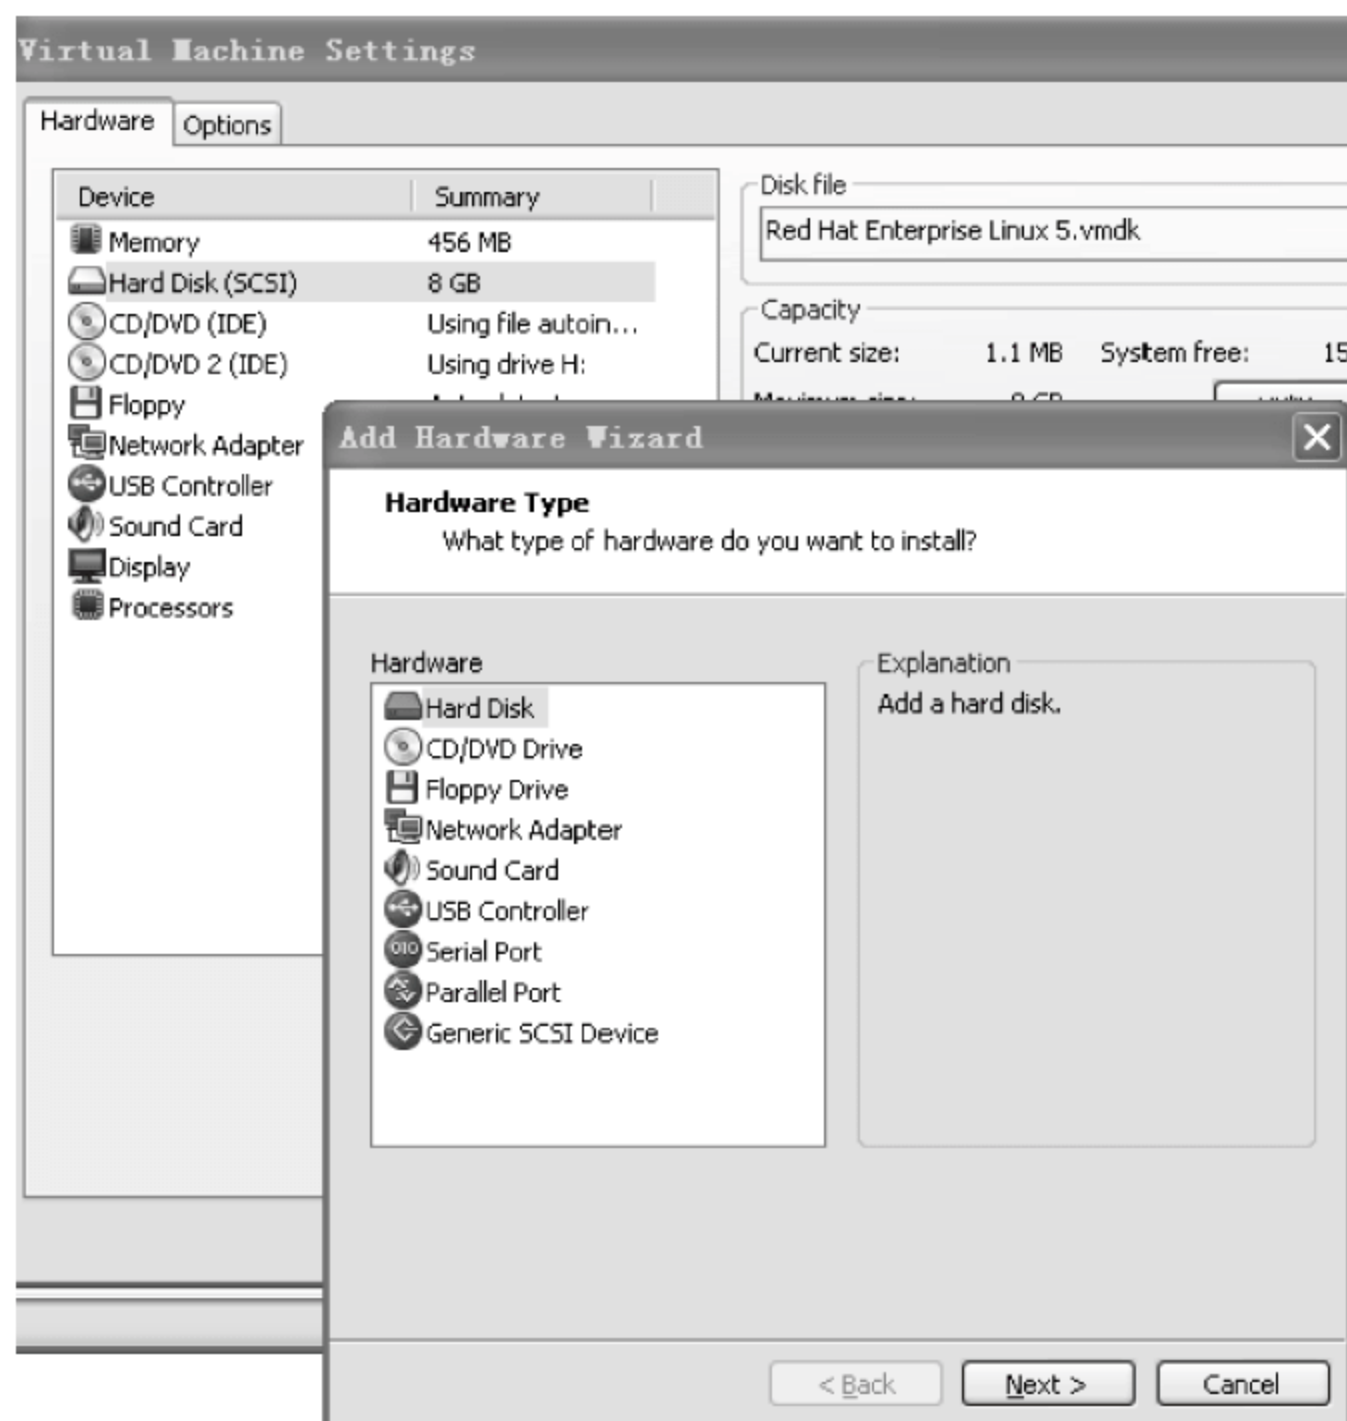 Virtual Machine Settings
Hardware
Options
Device Summary
Memory 456 MB
Hard Disk (SCSI) 8 GB
CD/DVD (IDE) Using file autoin...
CD/DVD 2 (IDE) Using drive H:
Floppy
Network Adapter
USB Controller
Sound Card
Display
Processors
Disk file
Red Hat Enterprise Linux 5.vmdk
Capacity
Current size: 1.1 MB System free: 15
Add Hardware Wizard
Hardware Type
What type of hardware do you want to install?
Hardware
Hard Disk
CD/DVD Drive
Floppy Drive
Network Adapter
Sound Card
USB Controller
Serial Port
Parallel Port
Generic SCSI Device
Explanation
Add a hard disk.
< Back Next > Cancel